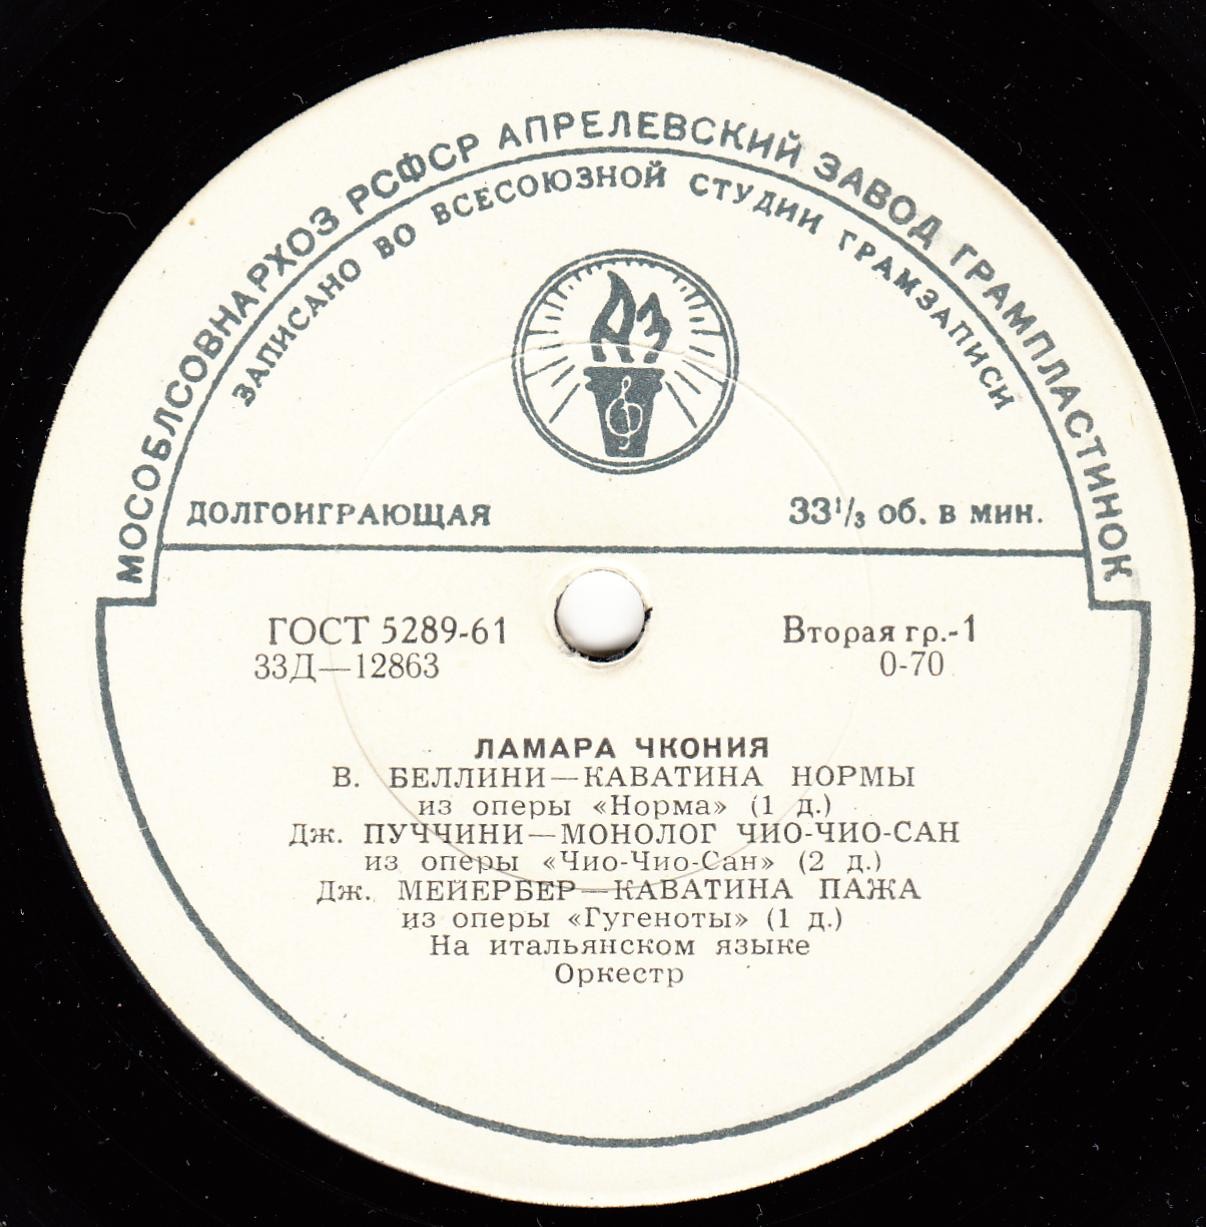 МОСОБЛСОВНАРХОЗ РСФСР АПРЕЛЕВСКИЙ ЗАВОД ГРАМПЛАСТИНОК
ЗАПИСАНО ВО ВСЕСОЮЗНОЙ СТУДИИ ГРАМЗАПИСИ
АЗ
ДОЛГОИГРАЮЩАЯ 33 1/3 об. в мин.
ГОСТ 5289-61 Вторая гр.-1
33Д—12863 0-70
ЛАМАРА ЧКОНИЯ
В. БЕЛЛИНИ—КАВАТИНА НОРМЫ
из оперы «Норма» (1 д.)
Дж. ПУЧЧИНИ—МОНОЛОГ ЧИО-ЧИО-САН
из оперы «Чио-Чио-Сан» (2 д.)
Дж. МЕЙЕРБЕР—КАВАТИНА ПАЖА
из оперы «Гугеноты» (1 д.)
На итальянском языке
Оркестр